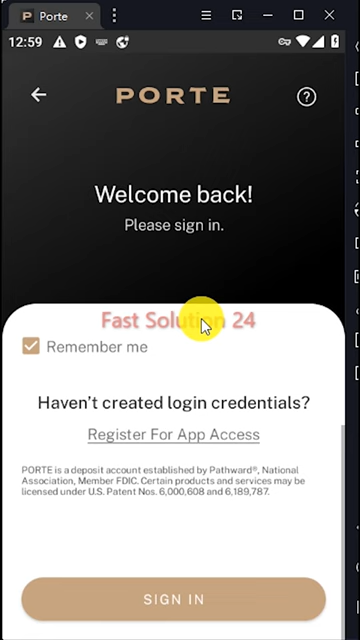 Porte
12:59
PORTE
Welcome back!
Please sign in.
Fast Solution 24
Remember me
Haven't created login credentials?
Register For App Access
PORTE is a deposit account established by Pathward®, National
Association, Member FDIC. Certain products and services may be
licensed under U.S. Patent Nos. 6,000,608 and 6,189,787.
SIGN IN